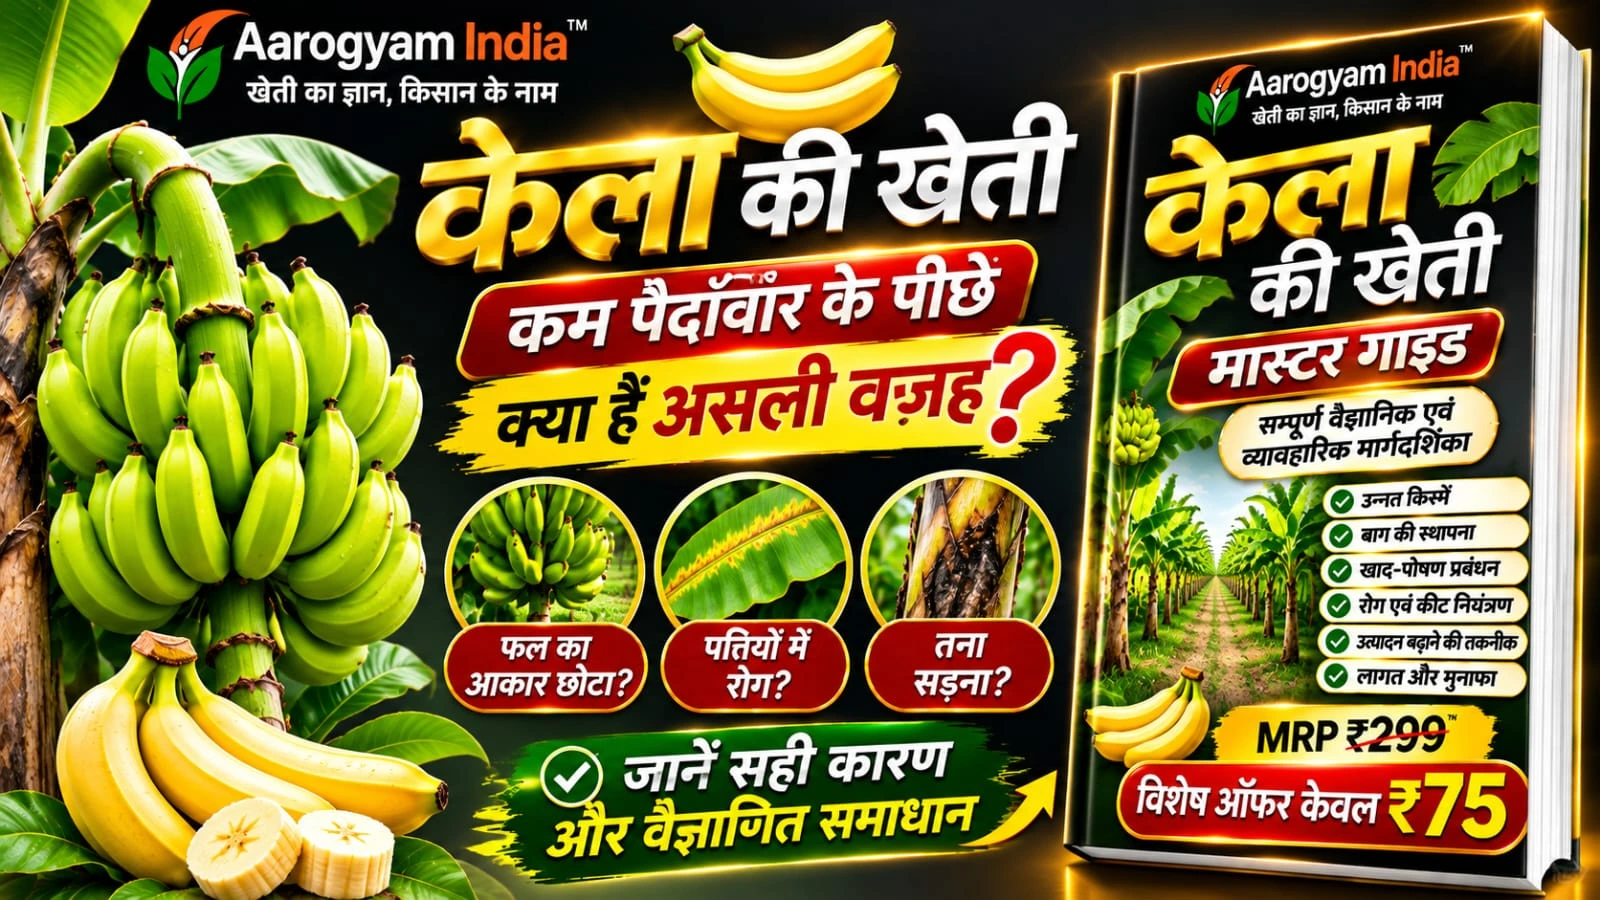 Aarogyam India™
खेती का ज्ञान, किसान के नाम
केला की खेती
कम पैदॉवार के पीछें
क्या हैं असली वज़ह?
फल का
आकार छोटा?
पत्तियों में
रोग?
तना
सड़ना?
जानें सही कारण
और वैज्ञाणित समाधान
Aarogyam India™
खेती का ज्ञान, किसान के नाम
केला
की खेती
मास्टर गाइड
सम्पूर्ण वैज्ञानिक एवं
व्यावहारिक मार्गदर्शिका
उन्नत किस्में
बाग की स्थापना
खाद-पोषण प्रबंधन
रोग एवं कीट नियंत्रण
उत्पादन बढ़ाने की तकनीक
लागत और मुनाफा
MRP ₹299™
विशेष ऑफर केवल ₹75